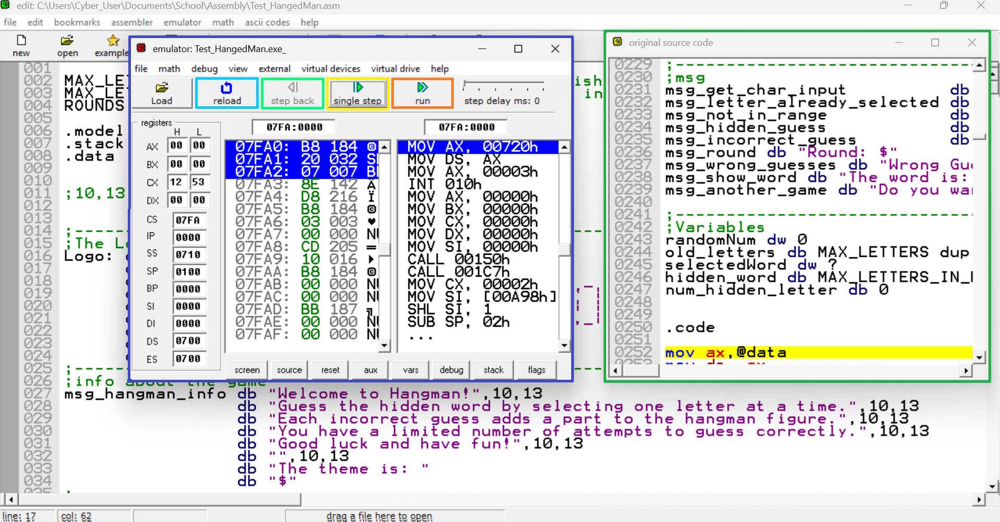 edit: C:\Users\Cyber_User\Documents\School\Assembly\Test_HangedMan.asm
file edit bookmarks assembler emulator math ascii codes help
new open example
001
002 MAX_LE
003 MAX_LE
004 ROUNDS
005
006 .model
007 .stack
008 .data
009
010
011 ;10,13
012
013
014 ;------
015 ;The L
016 Logo:
017
018
019
020
021
022
023
024
025 ;------
026 ;info about the game
027 msg_hangman_info db "Welcome to Hangman!",10,13
028 db "Guess the hidden word by selecting one letter at a time.",10,13
029 db "Each incorrect guess adds a part to the hangman figure.",10,13
030 db "You have a limited number of attempts to guess correctly.",10,13
031 db "Good luck and have fun!",10,13
032 db "",10,13
033 db "The theme is: "
034 db "$"
035
line: 17 col: 62 drag a file here to open
ish
in
emulator: Test_HangedMan.exe_
file math debug view external virtual devices virtual drive help
Load reload step back single step run step delay ms: 0
registers
H L
AX 00 00
BX 00 00
CX 12 53
DX 00 00
CS 07FA
IP 0000
SS 0710
SP 0100
BP 0000
SI 0000
DI 0000
DS 0700
ES 0700
07FA:0000
07FA0: B8 184 ©
07FA1: 20 032 S
07FA2: 07 007 B
07FA3: 8E 142 Ä
07FA4: D8 216 Ï
07FA5: B8 184 ©
07FA6: 03 003 ♥
07FA7: 00 000 N
07FA8: CD 205 =
07FA9: 10 016 ►
07FAA: B8 184 ©
07FAB: 00 000 N
07FAC: 00 000 N
07FAD: BB 187 ╗
07FAE: 00 000 N
07FAF: 00 000 N
07FA:0000
MOV AX, 00720h
MOV DS, AX
MOV AX, 00003h
INT 010h
MOV AX, 00000h
MOV BX, 00000h
MOV CX, 00000h
MOV DX, 00000h
MOV SI, 00000h
CALL 00150h
CALL 001C7h
MOV CX, 00002h
MOV SI, [00A98h]
SHL SI, 1
SUB SP, 02h
...
screen source reset aux vars debug stack flags
original source code
0229 ;------------------------------
0230 ;msg
0231 msg_get_char_input db
0232 msg_letter_already_selected db
0233 msg_not_in_range db
0234 msg_hidden_guess db
0235 msg_incorrect_guess db
0236 msg_round db "Round: $"
0237 msg_wrong_guesses db "Wrong Gu
0238 msg_show_word db "The word is:
0239 msg_another_game db "Do you wa
0240
0241 ;------------------------------
0242 ;Variables
0243 randomNum dw 0
0244 old_letters db MAX_LETTERS dup
0245 selectedWord dw ?
0246 hidden_word db MAX_LETTERS_IN_
0247 num_hidden_letter db 0
0248
0249
0250 .code
0251
0252 mov ax,@data
0253 mov ds, ax